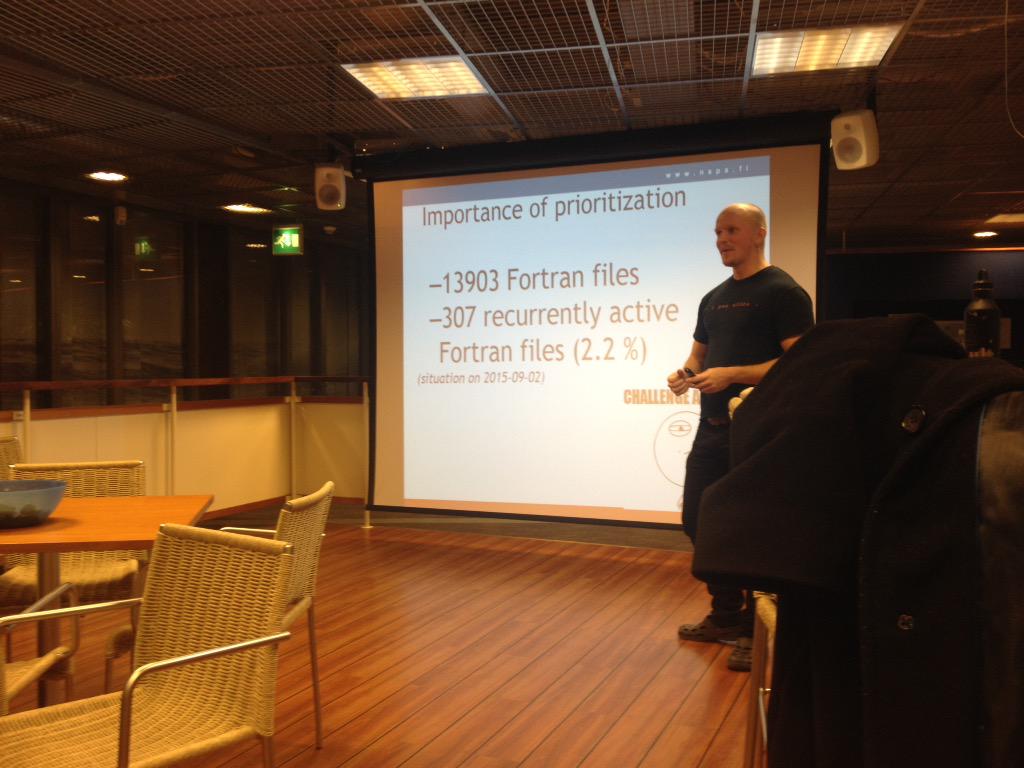 www.napa.fi
Importance of prioritization
–13903 Fortran files
–307 recurrently active
Fortran files (2.2 %)
(situation on 2015-09-02)
CHALLENGE A